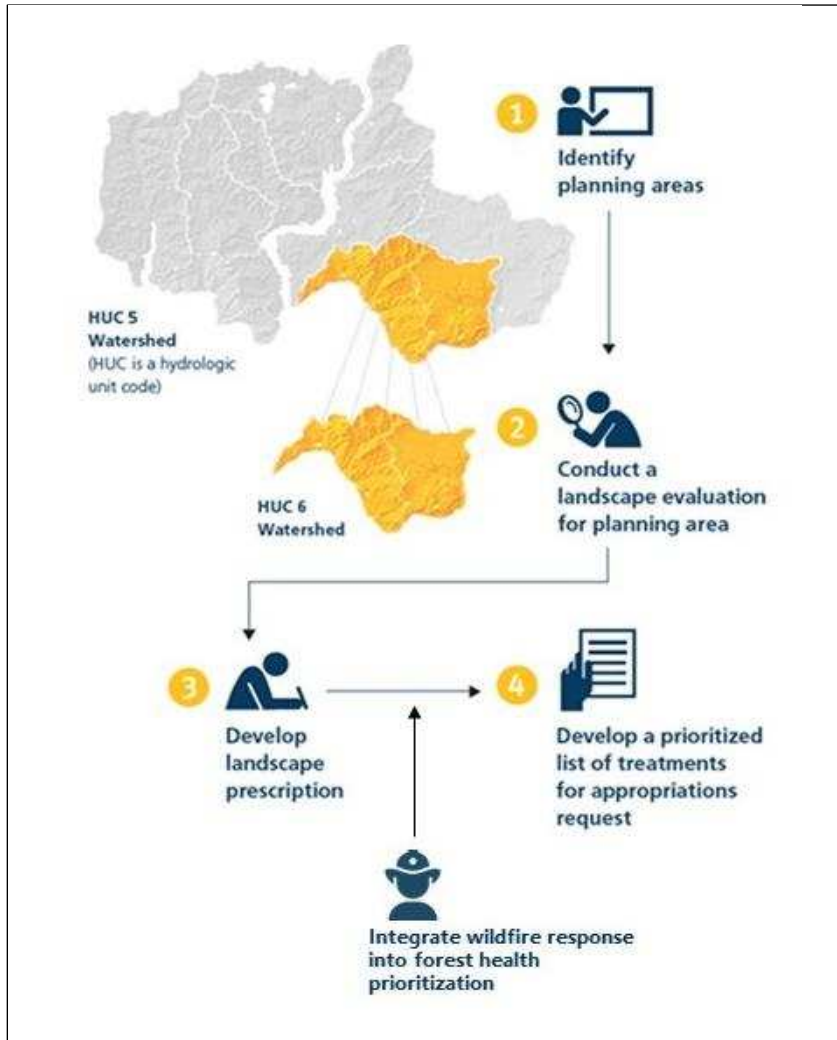 1
Identify
planning areas
HUC 5
Watershed
(HUC is a hydrologic
unit code)
2
Conduct a
landscape evaluation
for planning area
HUC 6
Watershed
3
Develop
landscape
prescription
4
Develop a prioritized
list of treatments
for appropriations
request
Integrate wildfire response
into forest health
prioritization